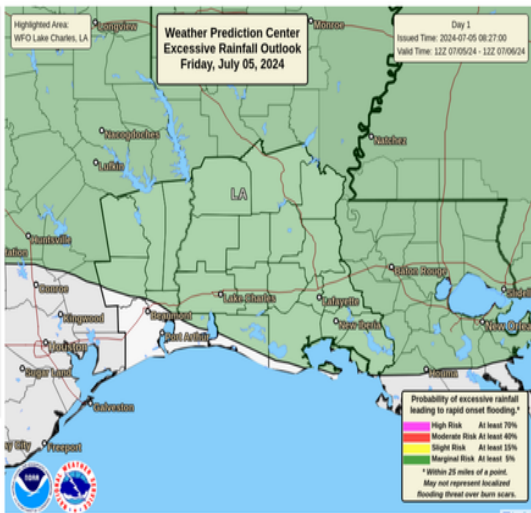 Highlighted Area:
WFO Lake Charles, LA
Weather Prediction Center
Excessive Rainfall Outlook
Friday, July 05, 2024
Day 1
Issued Time: 2024-07-05 08:27:00
Valid Time: 12Z 07/05/24 - 12Z 07/06/24
Longview
Monroe
Nacogdoches
Natchez
Lufkin
LA
Huntsville
Baton Rouge
Conroe
Lake Charles
Lafayette
Slidell
Kingwood
Beaumont
New Iberia
New Orlea
Port Arthur
Houston
Sugar Land
Houma
Galveston
Freeport
Probability of excessive rainfall
leading to rapid onset flooding.*
High Risk At least 70%
Moderate Risk At least 40%
Slight Risk At least 15%
Marginal Risk At least 5%
* Within 25 miles of a point.
May not represent localized
flooding threat over burn scars.
NOAA